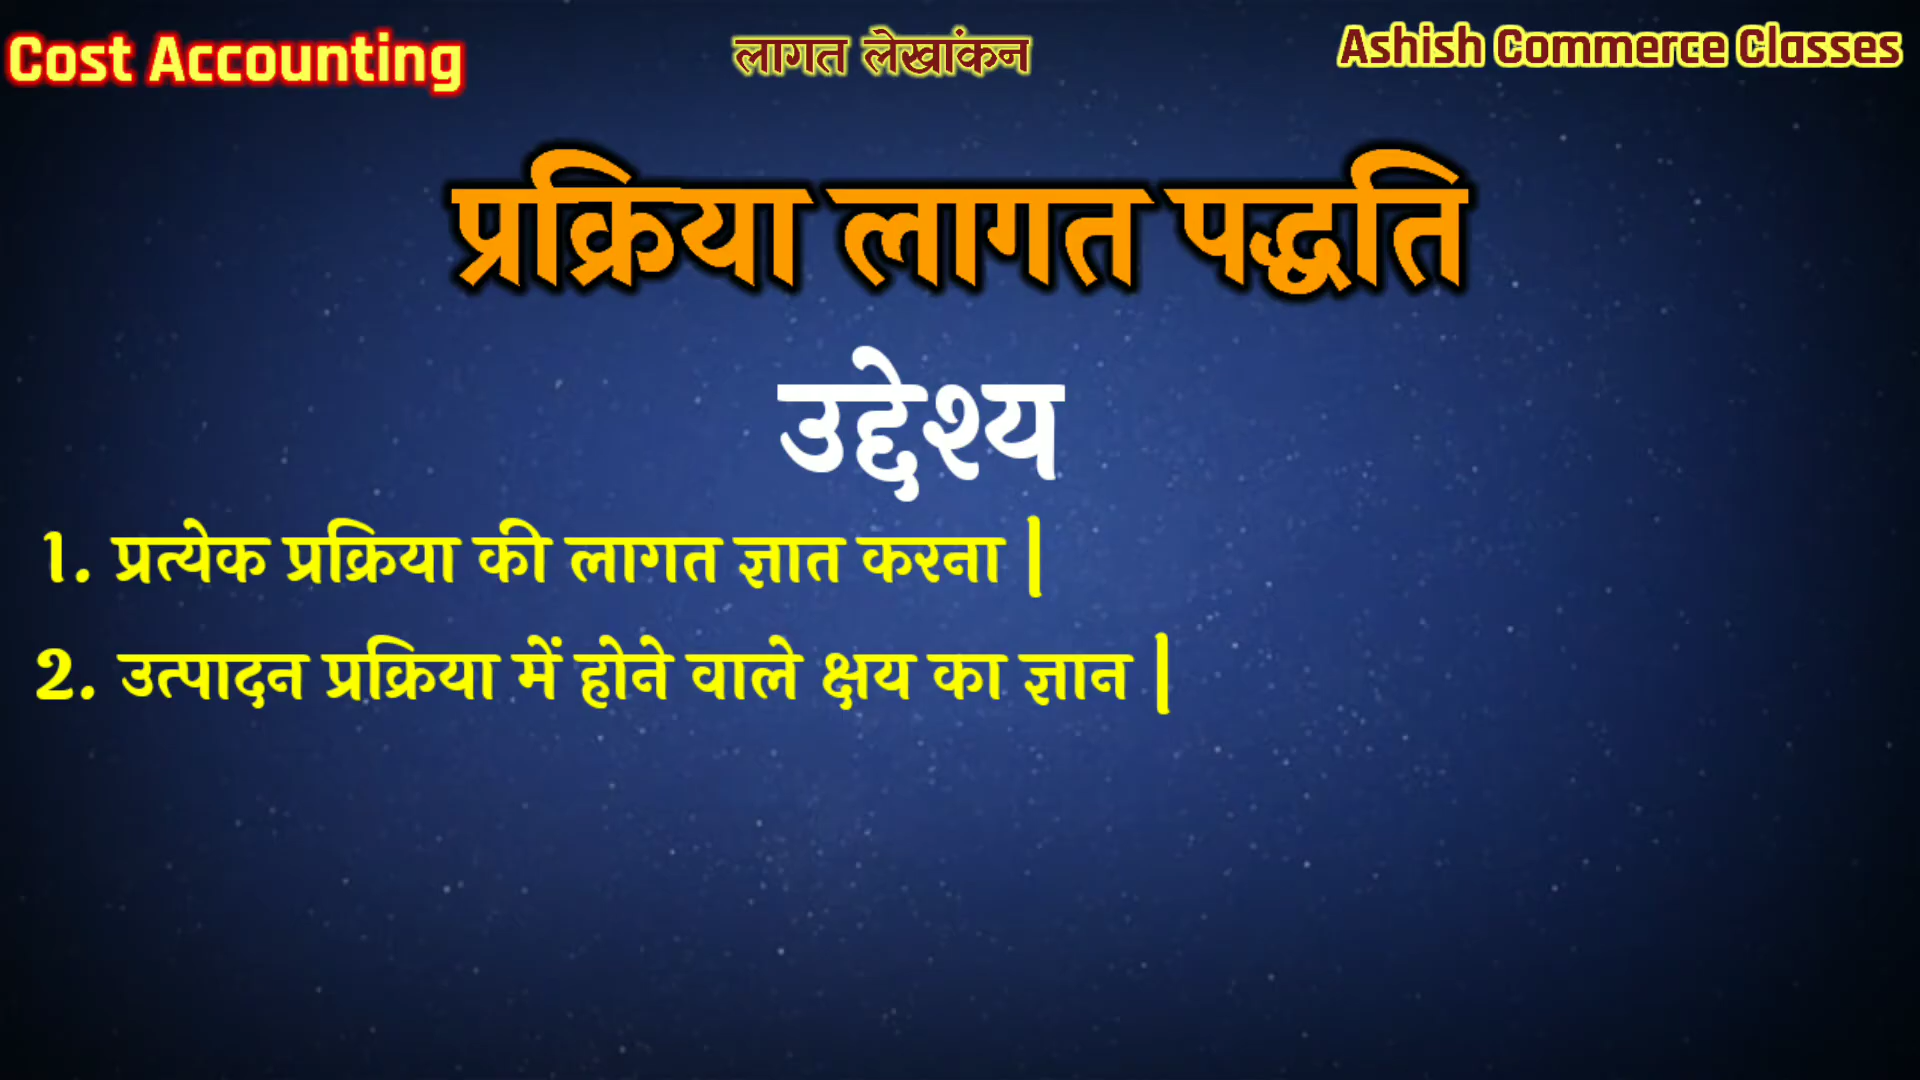 Cost Accounting
लागत लेखांकन
Ashish Commerce Classes
प्रक्रिया लागत पद्धति
उद्देश्य
1. प्रत्येक प्रक्रिया की लागत ज्ञात करना |
2. उत्पादन प्रक्रिया में होने वाले क्षय का ज्ञान |